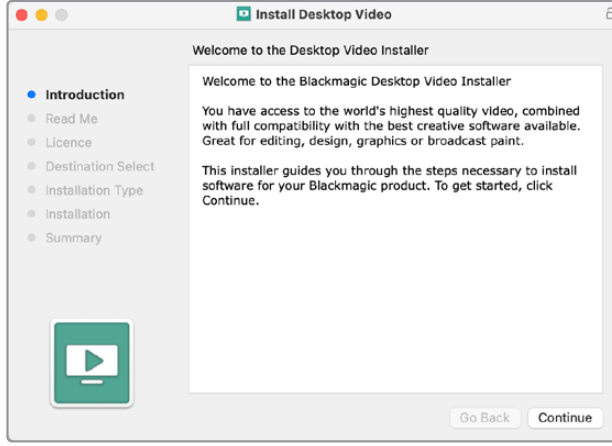 Install Desktop Video
Welcome to the Desktop Video Installer
Introduction
Read Me
Licence
Destination Select
Installation Type
Installation
Summary
Welcome to the Blackmagic Desktop Video Installer
You have access to the world's highest quality video, combined
with full compatibility with the best creative software available.
Great for editing, design, graphics or broadcast paint.
This installer guides you through the steps necessary to install
software for your Blackmagic product. To get started, click
Continue.
Go Back
Continue